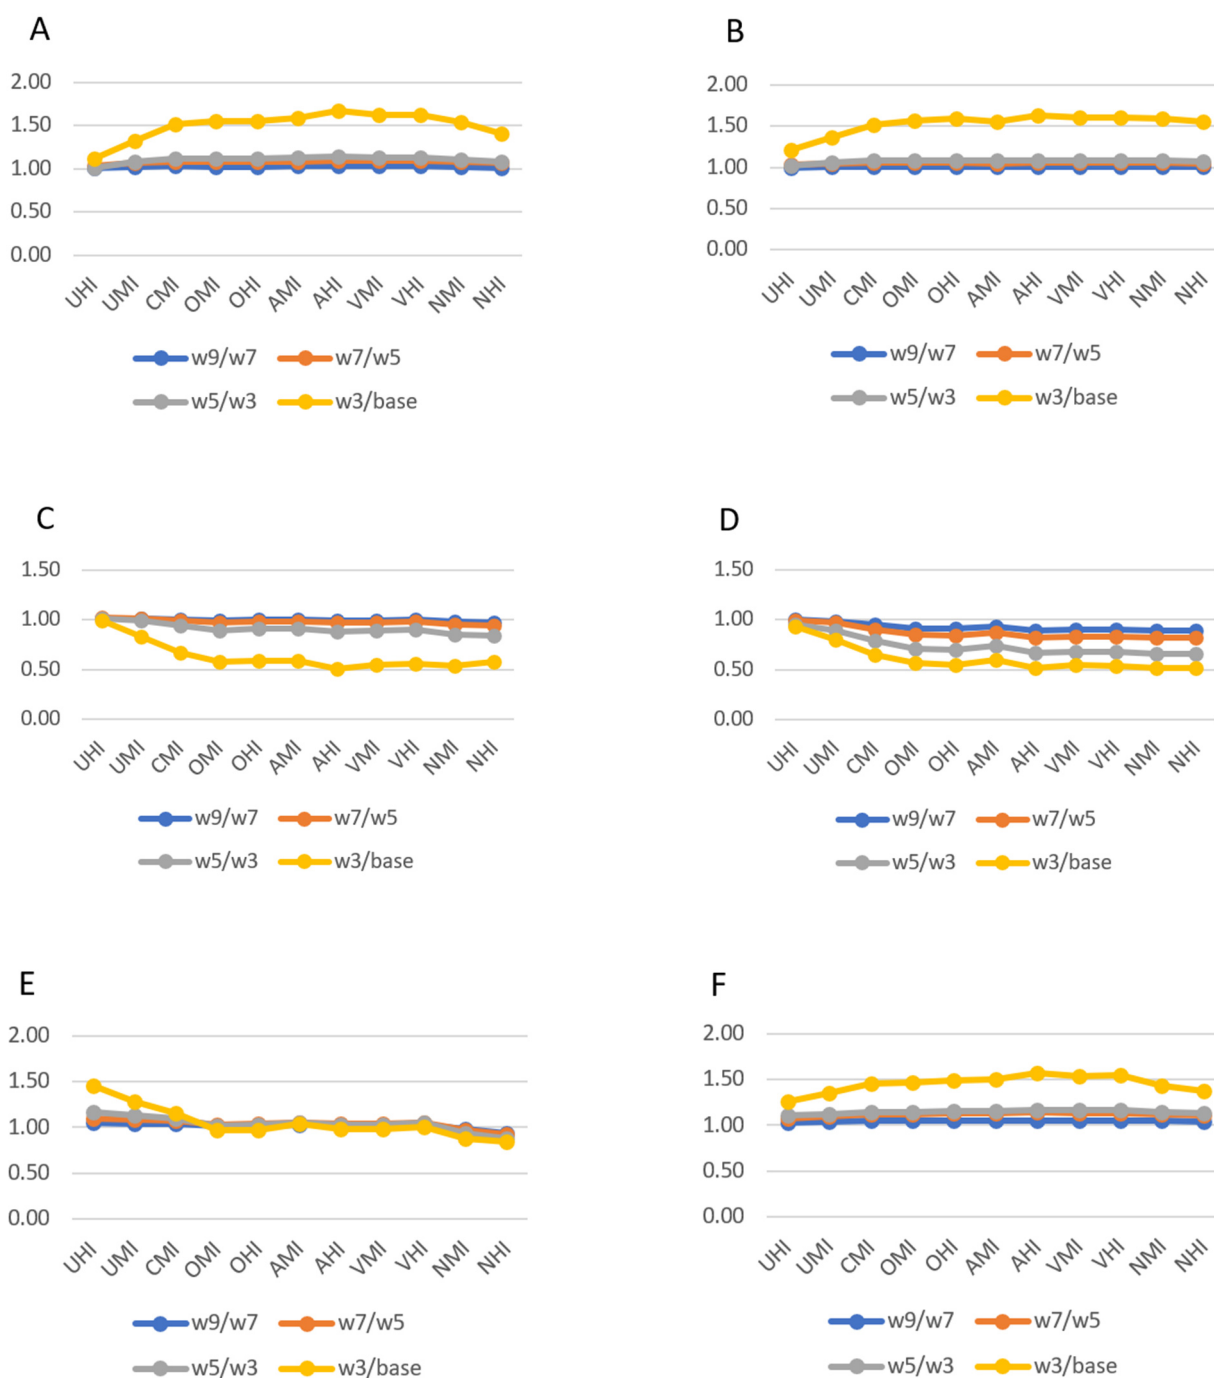 A
2.00
1.50
1.00
0.50
0.00
UHI UMI CMI OMI OHI AMI AHI VMI VHI NMI NHI
w9/w7 w7/w5
w5/w3 w3/base
B
2.00
1.50
1.00
0.50
0.00
UHI UMI CMI OMI OHI AMI AHI VMI VHI NMI NHI
w9/w7 w7/w5
w5/w3 w3/base
C
1.50
1.00
0.50
0.00
UHI UMI CMI OMI OHI AMI AHI VMI VHI NMI NHI
w9/w7 w7/w5
w5/w3 w3/base
D
1.50
1.00
0.50
0.00
UHI UMI CMI OMI OHI AMI AHI VMI VHI NMI NHI
w9/w7 w7/w5
w5/w3 w3/base
E
2.00
1.50
1.00
0.50
0.00
UHI UMI CMI OMI OHI AMI AHI VMI VHI NMI NHI
w9/w7 w7/w5
w5/w3 w3/base
F
2.00
1.50
1.00
0.50
0.00
UHI UMI CMI OMI OHI AMI AHI VMI VHI NMI NHI
w9/w7 w7/w5
w5/w3 w3/base